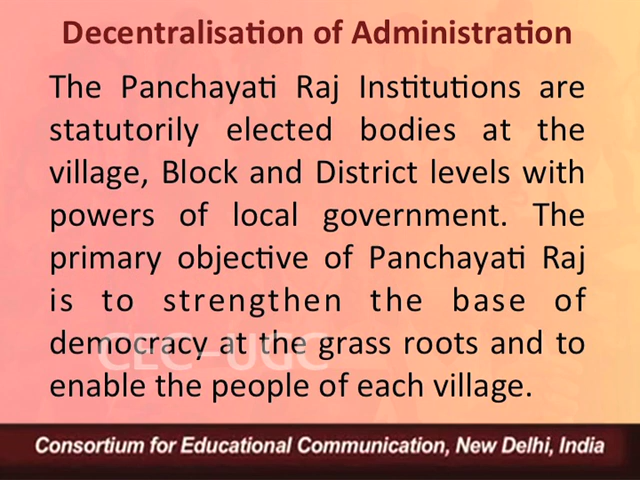 Decentralisation of Administration
The Panchayati Raj Institutions are
statutorily elected bodies at the
village, Block and District levels with
powers of local government. The
primary objective of Panchayati Raj
is to strengthen the base of
democracy at the grass roots and to
enable the people of each village.
CEC-UGC
Consortium for Educational Communication, New Delhi, India